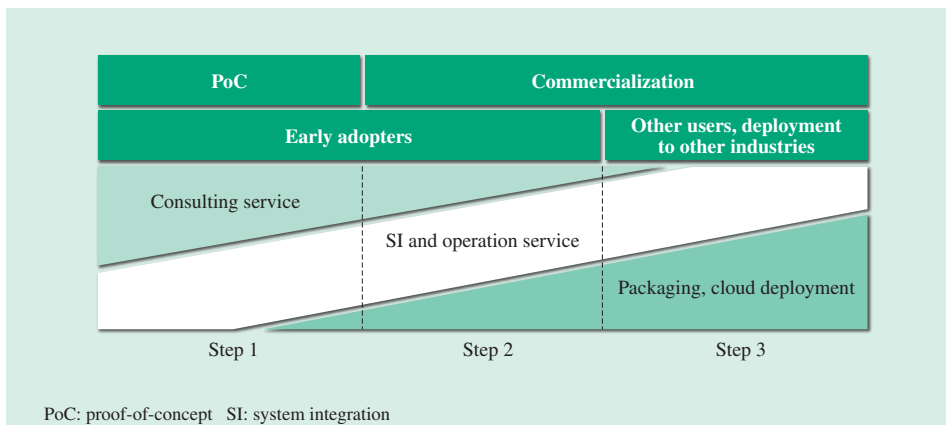 PoC
Commercialization
Early adopters
Other users, deployment
to other industries
Consulting service
SI and operation service
Packaging, cloud deployment
Step 1
Step 2
Step 3
PoC: proof-of-concept SI: system integration